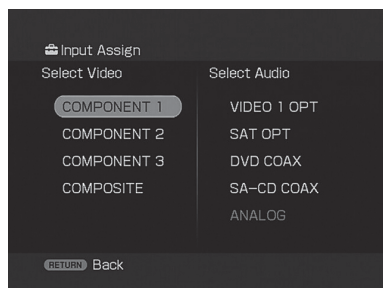 Input Assign
Select Video
COMPONENT 1
COMPONENT 2
COMPONENT 3
COMPOSITE
Select Audio
VIDEO 1 OPT
SAT OPT
DVD COAX
SA-CD COAX
ANALOG
RETURN Back